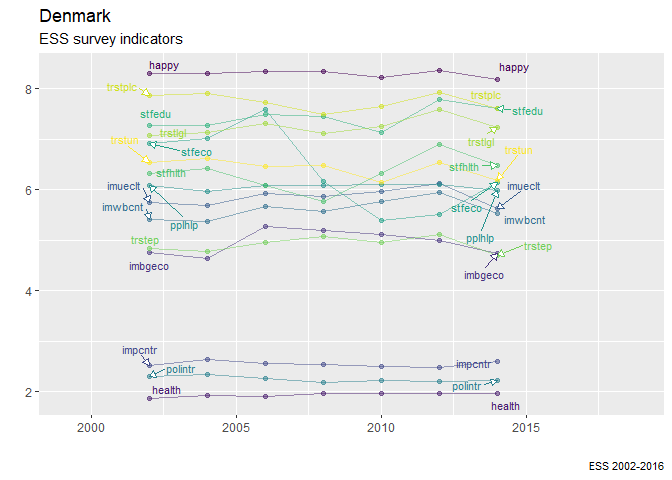 Denmark
ESS survey indicators
happy
happy
8
trstplc
trstplc
stfedu
stfedu
trstlgl
trstlgl
trstun
stfeco
trstun
stfhlth
stfhlth
6
imueclt
imueclt
imwbcnt
stfeco
imwbcnt
pplhlp
pplhlp
trstep
trstep
imbgeco
imbgeco
4
impcntr
impcntr
polintr
polintr
2
health
health
2000
2005
2010
2015
ESS 2002-2016